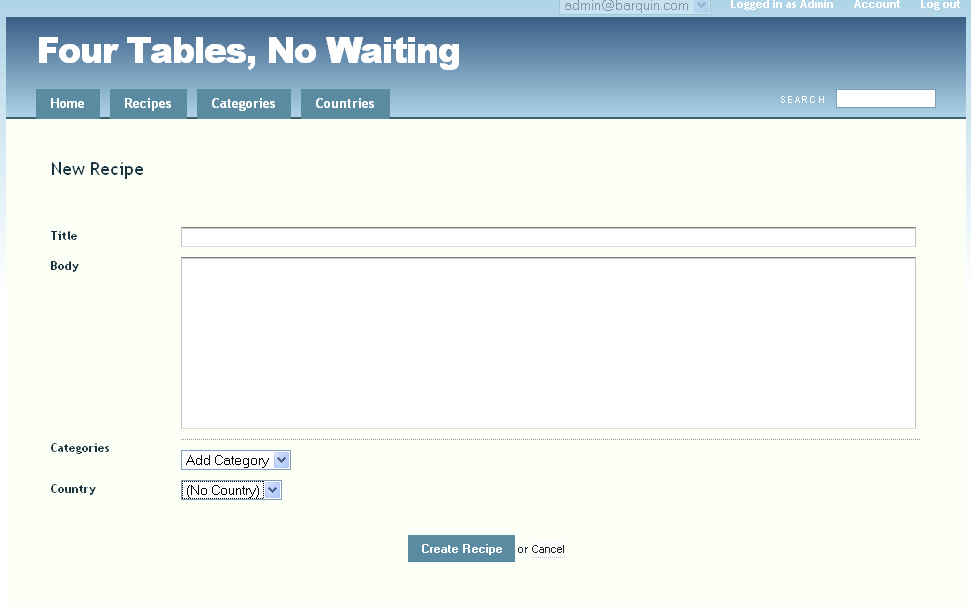 admin@barquin.com Logged in as Admin Account Log out
Four Tables, No Waiting
Home Recipes Categories Countries SEARCH
New Recipe
Title
Body
Categories
Add Category
Country (No Country)
Create Recipe or Cancel